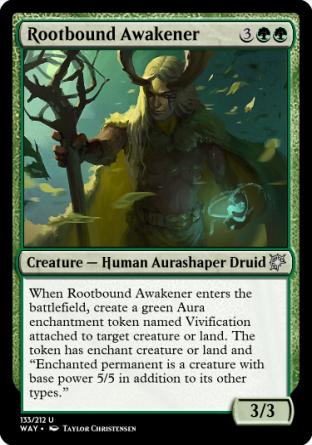 Rootbound Awakener 3
Creature — Human Aurashaper Druid
When Rootbound Awakener enters the
battlefield, create a green Aura
enchantment token named Vivification
attached to target creature or land. The
token has enchant creature or land and
“Enchanted permanent is a creature with
base power 5/5 in addition to its other
types.”
3/3
133/212 U
WAY • Taylor Christensen